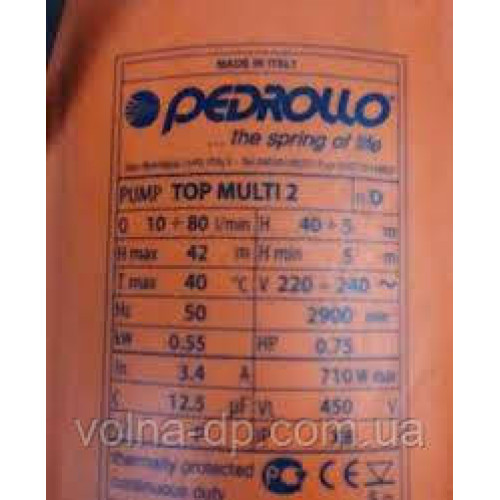 MADE IN ITALY
PEDROLLO
... the spring of life
PUMP TOP MULTI 2 n D
Q 10 ÷ 80 l/min H 40 ÷ 5 m
H max 42 m H min 5 m
T max 40 °C V 220 - 240 ~
Hz 50 2900 min
kW 0.55 HP 0.75
In 3.4 A 710 W max
C 12.5 µF VL 450 V
volna-dp.com.ua
thermally protected CE
continuous duty